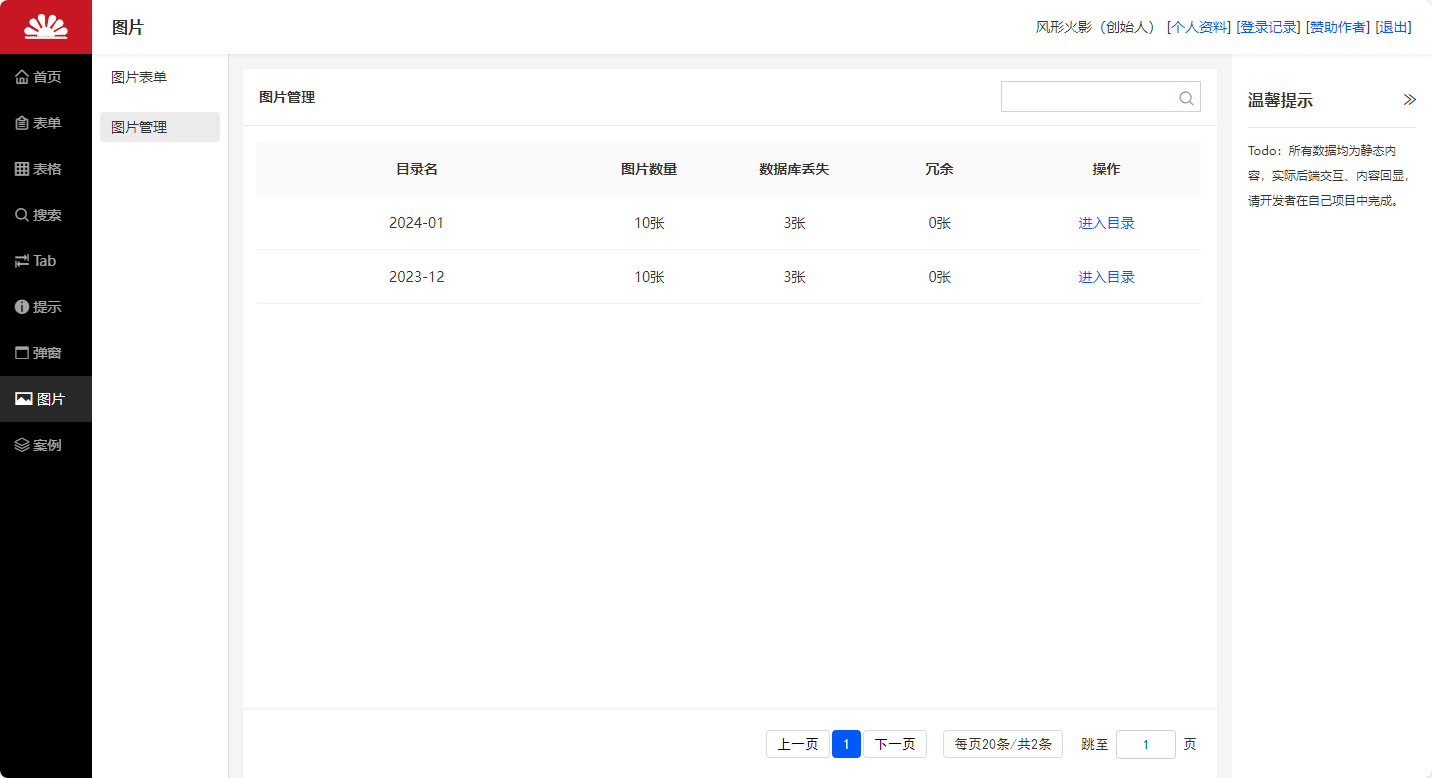 图片
风形火影（创始人） [个人资料] [登录记录] [赞助作者] [退出]
首页
表单
表格
搜索
Tab
提示
弹窗
图片
案例
图片表单
图片管理
图片管理
目录名 图片数量 数据库丢失 冗余 操作
2024-01 10张 3张 0张 进入目录
2023-12 10张 3张 0张 进入目录
上一页 1 下一页 每页20条/共2条 跳至 1 页
温馨提示
Todo：所有数据均为静态内
容，实际后端交互、内容回显，
请开发者在自己项目中完成。